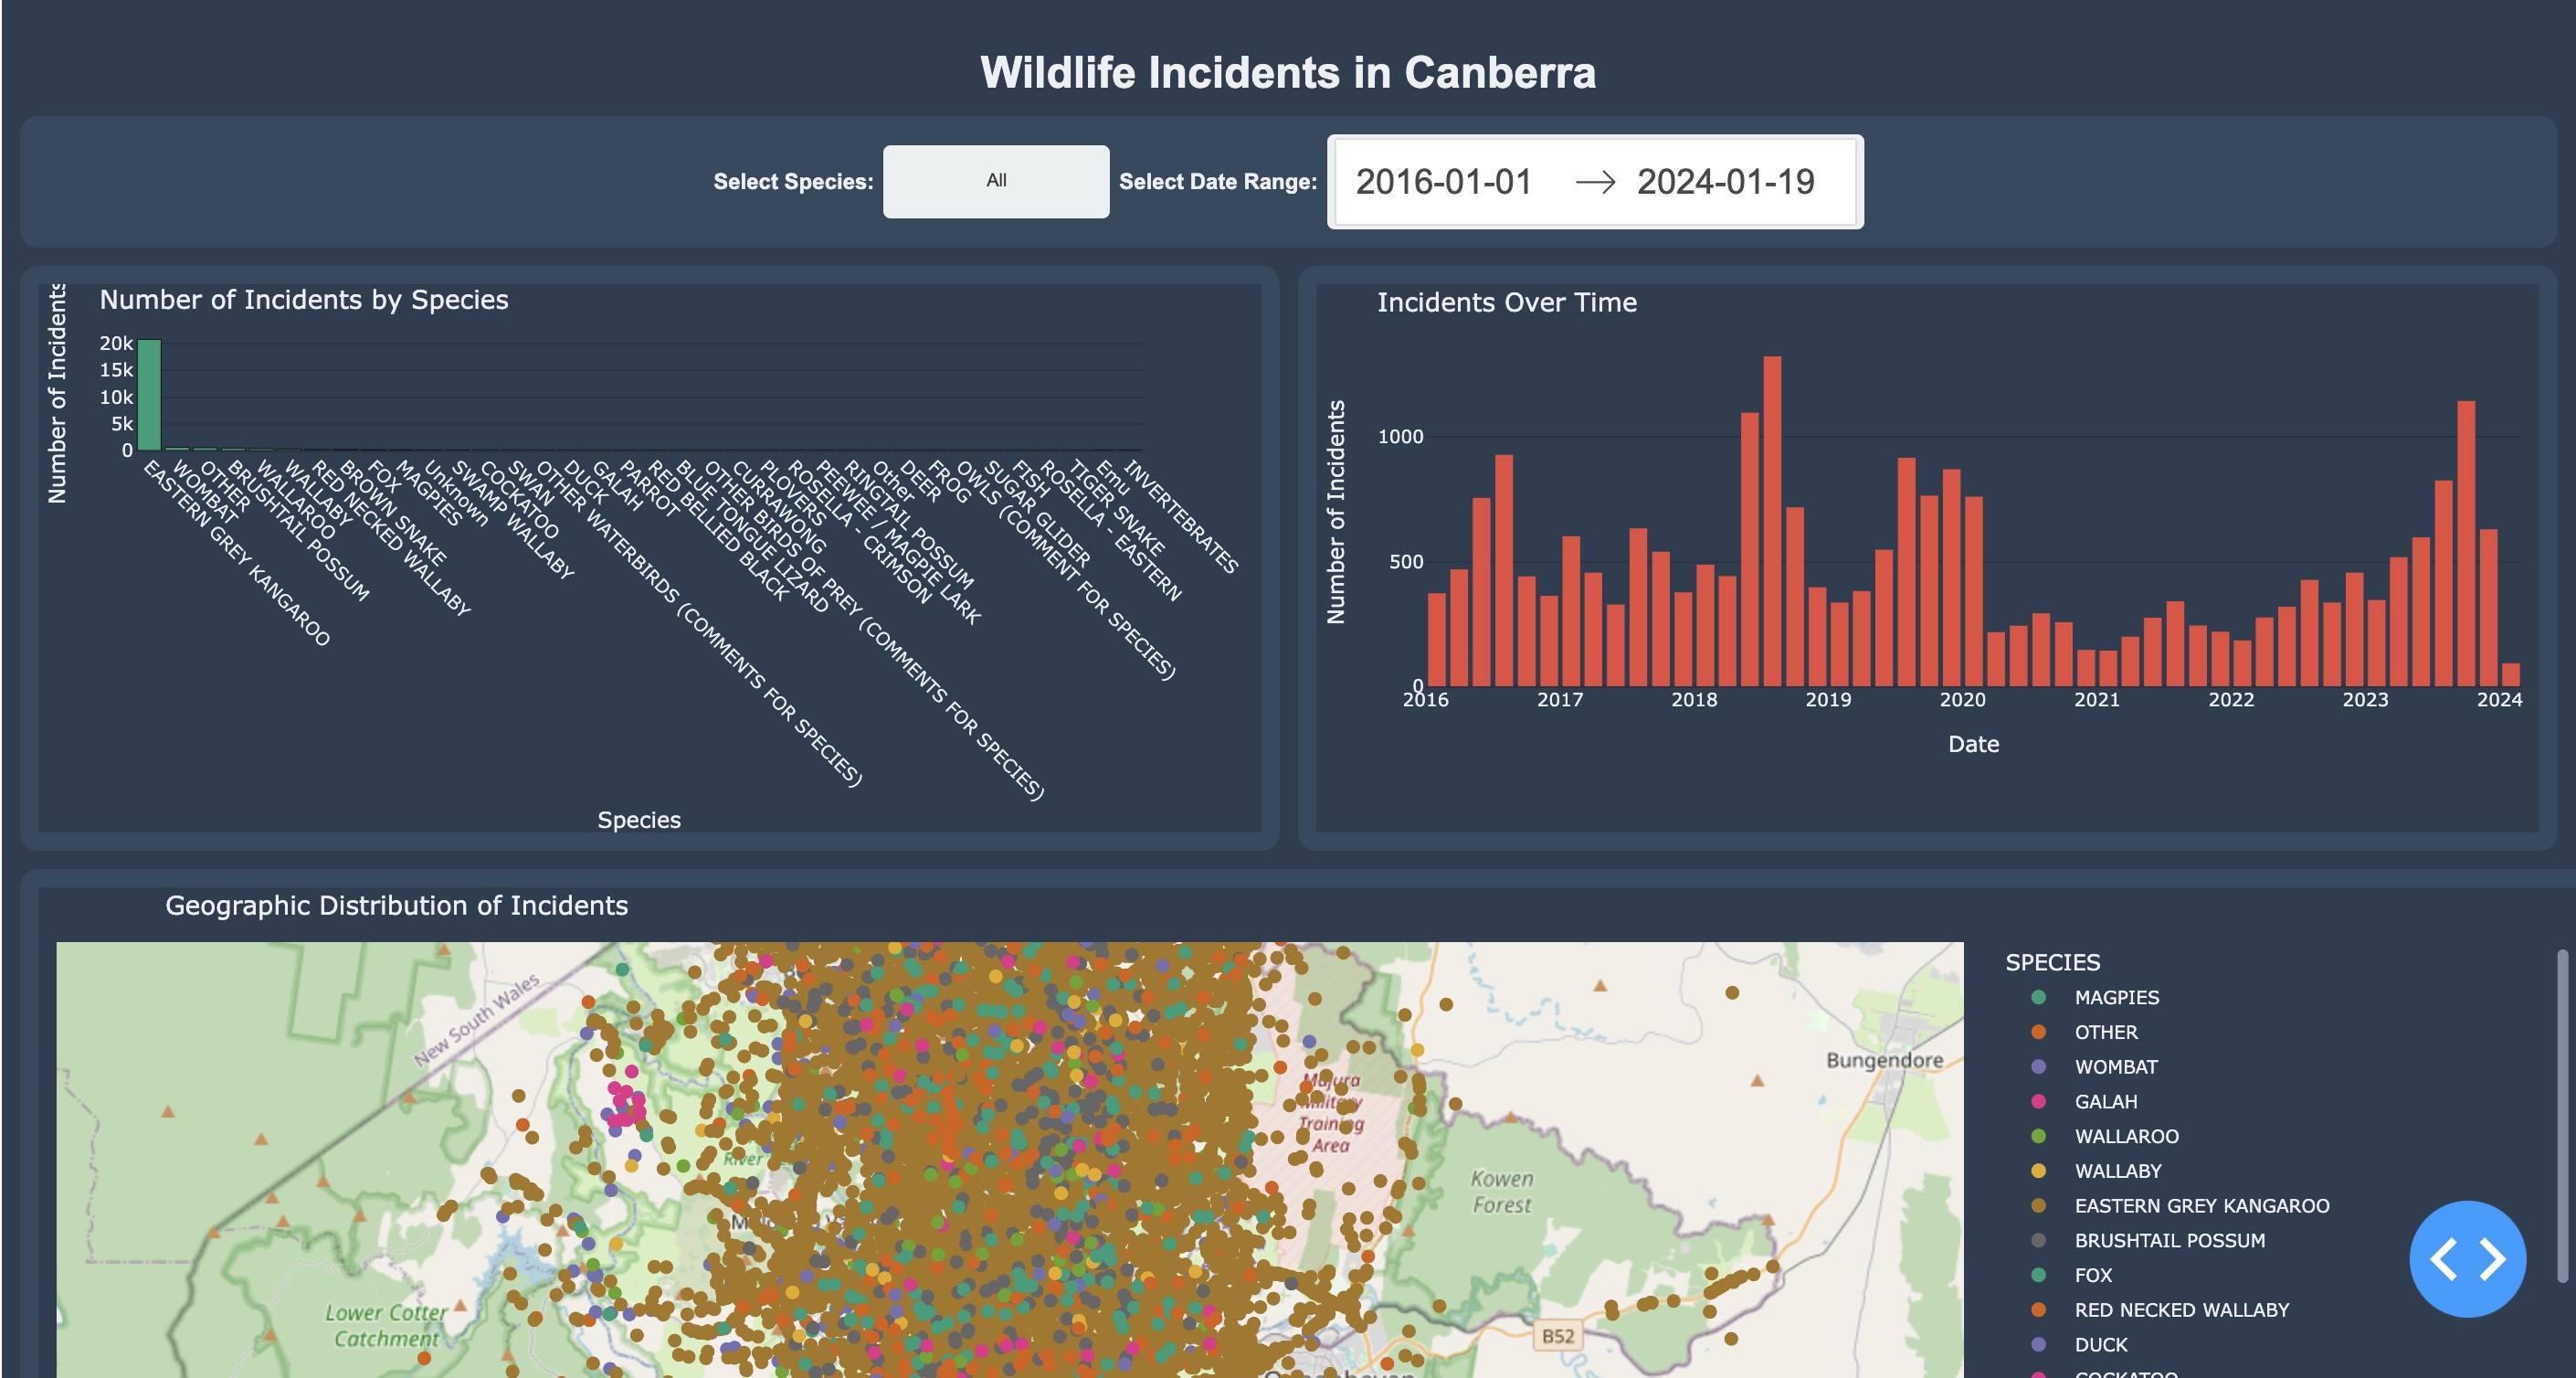 Wildlife Incidents in Canberra
Select Species:
All
Select Date Range:
2016-01-01 → 2024-01-19
Number of Incidents by Species
Number of Incidents
20k
15k
10k
5k
0
EASTERN GREY KANGAROO
WOMBAT
OTHER
BRUSHTAIL POSSUM
WALLAROO
WALLABY
RED NECKED WALLABY
BROWN SNAKE
FOX
MAGPIES
Unknown
SWAMP WALLABY
COCKATOO
SWAN
OTHER WATERBIRDS (COMMENTS FOR SPECIES)
DUCK
GALAH
PARROT
RED BELLIED BLACK
BLUE TONGUE LIZARD
OTHER BIRDS OF PREY (COMMENTS FOR SPECIES)
CURRAWONG
PLOVERS
ROSELLA - CRIMSON
PEEWEE / MAGPIE LARK
RINGTAIL POSSUM
Other
DEER
FROG
OWLS (COMMENT FOR SPECIES)
SUGAR GLIDER
FISH
ROSELLA - EASTERN
TIGER SNAKE
Emu
INVERTEBRATES
Species
Incidents Over Time
Number of Incidents
1000
500
0
2016
2017
2018
2019
2020
2021
2022
2023
2024
Date
Geographic Distribution of Incidents
New South Wales
Bungendore
Majura
Military
Training
Area
River
Kowen
Forest
Lower Cotter
Catchment
B52
SPECIES
MAGPIES
OTHER
WOMBAT
GALAH
WALLAROO
WALLABY
EASTERN GREY KANGAROO
BRUSHTAIL POSSUM
FOX
RED NECKED WALLABY
DUCK
COCKATOO